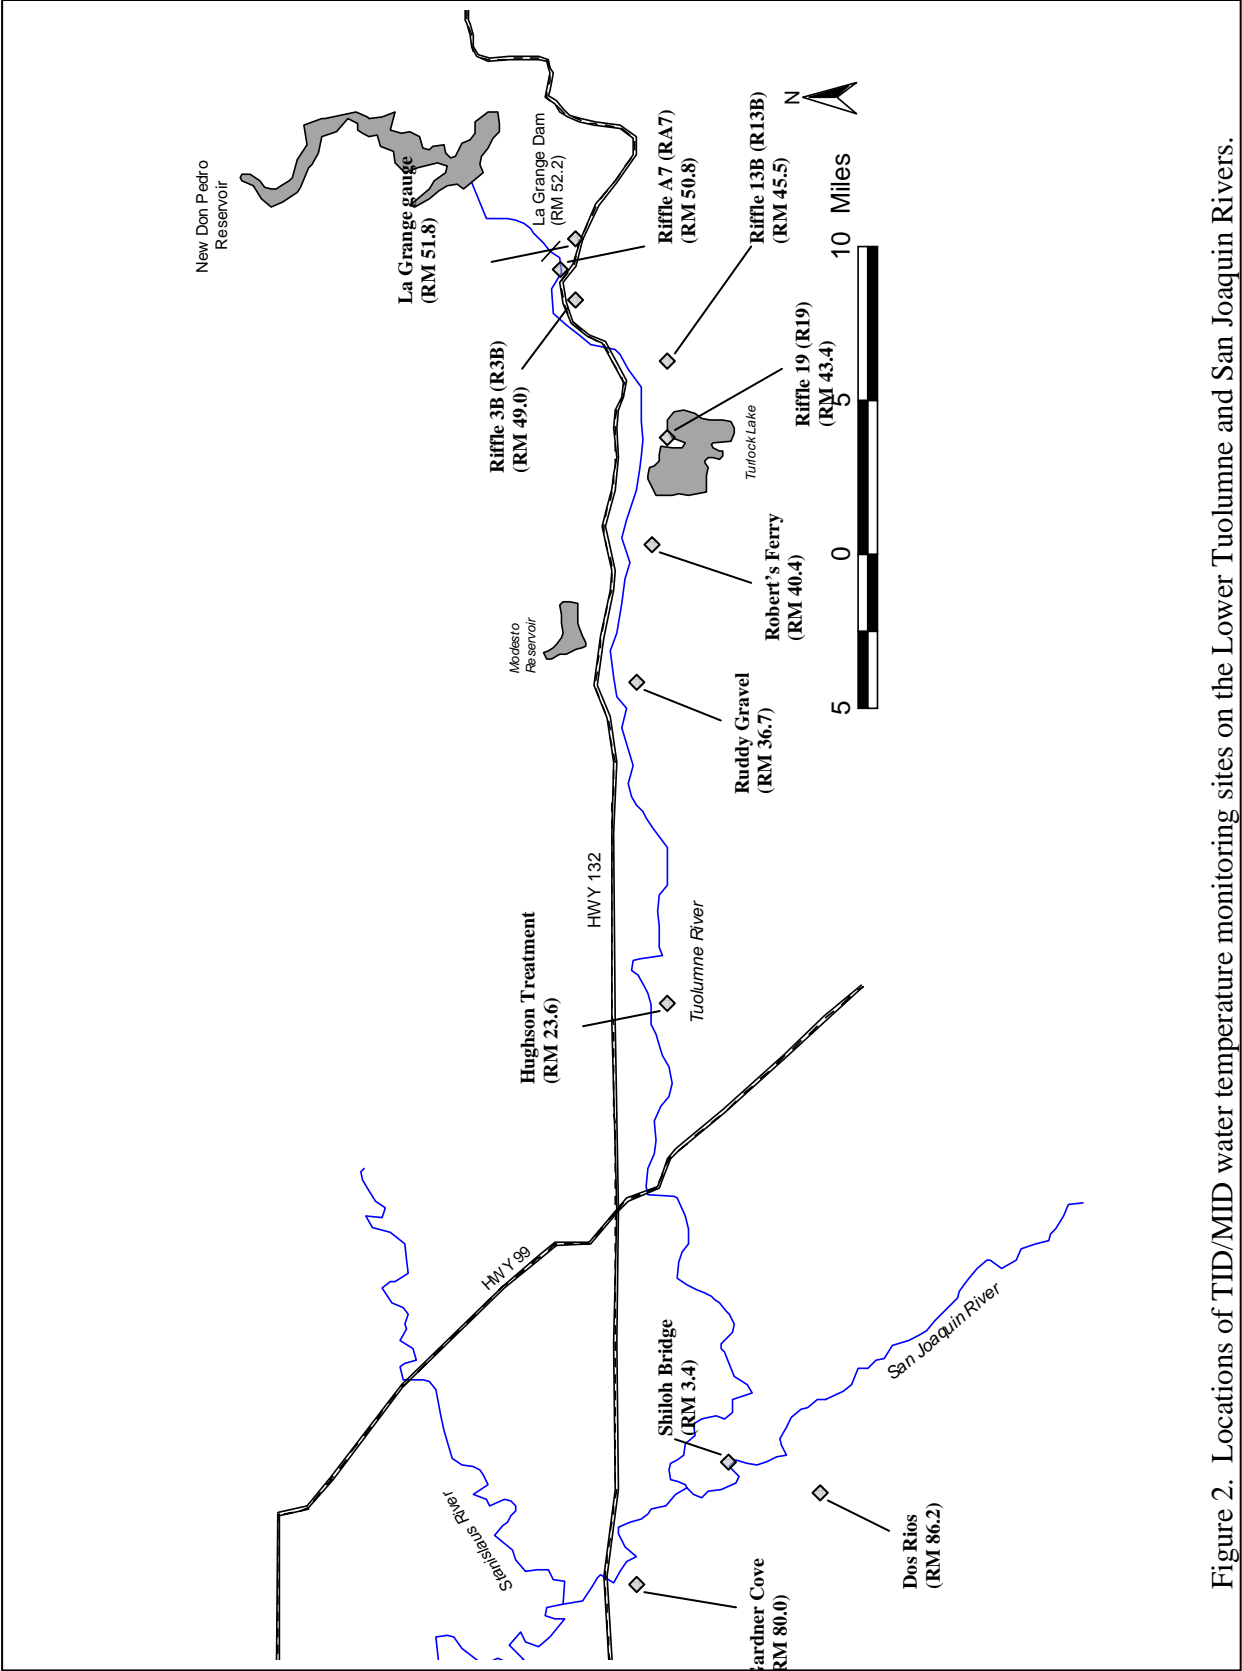 New Don Pedro
Reservoir
La Grange gauge
(RM 51.8)
La Grange Dam
(RM 52.2)
Riffle A7 (RA7)
(RM 50.8)
Riffle 13B (R13B)
(RM 45.5)
N
Riffle 3B (R3B)
(RM 49.0)
Riffle 19 (R19)
(RM 43.4)
Turlock Lake
Modesto
Reservoir
Robert's Ferry
(RM 40.4)
Ruddy Gravel
(RM 36.7)
5 0 5 10 Miles
HWY 132
Hughson Treatment
(RM 23.6)
Tuolumne River
HWY 99
Stanislaus River
Shiloh Bridge
(RM 3.4)
San Joaquin River
Dos Rios
(RM 86.2)
ardner Cove
RM 80.0)
Figure 2. Locations of TID/MID water temperature monitoring sites on the Lower Tuolumne and San Joaquin Rivers.